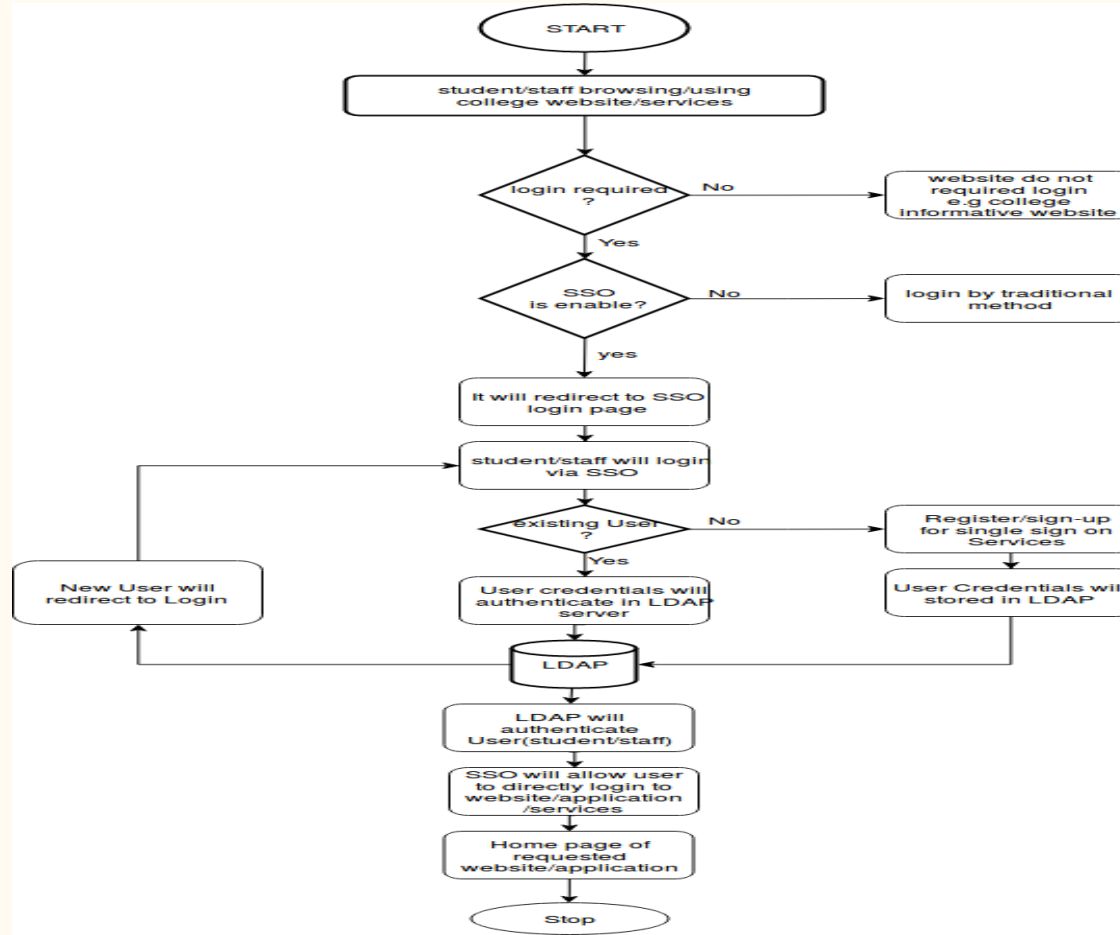 START
student/staff browsing/using
college website/services
login required
?
No
website do not
required login
e.g college
informative website
Yes
SSO
is enable?
No
login by traditional
method
yes
It will redirect to SSO
login page
student/staff will login
via SSO
existing User
?
No
Register/sign-up
for single sign on
Services
Yes
New User will
redirect to Login
User credentials will
authenticate in LDAP
server
User Credentials will
stored in LDAP
LDAP
LDAP will
authenticate
User(student/staff)
SSO will allow user
to directly login to
website/application
/services
Home page of
requested
website/application
Stop